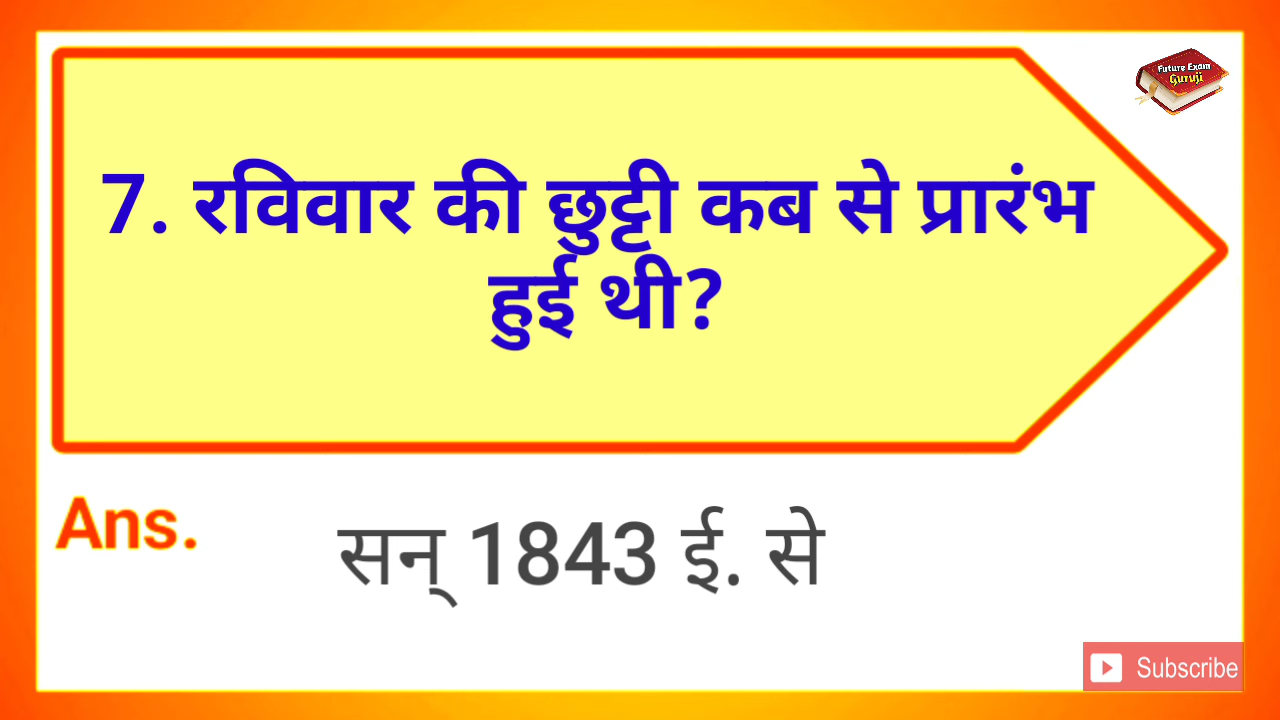 Future Exam
Guruji
7. रविवार की छुट्टी कब से प्रारंभ
हुई थी?
Ans. सन् 1843 ई. से
Subscribe